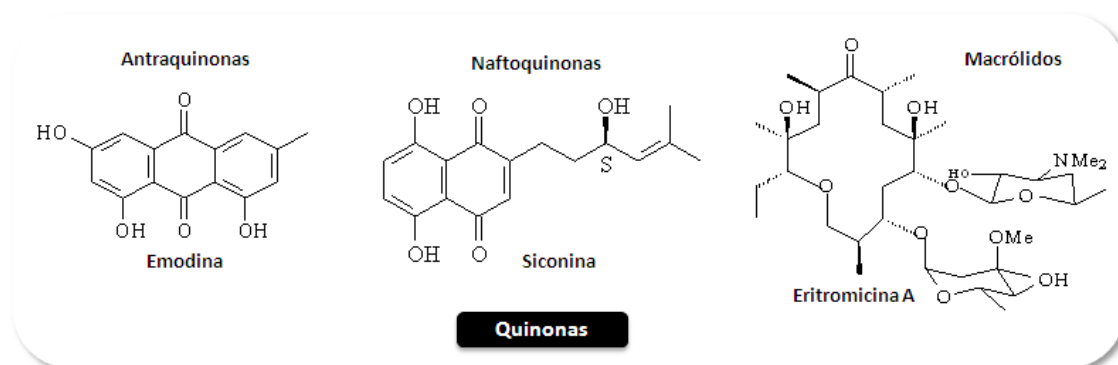 Antraquinonas
O
HO
OH
O
OH
Emodina
Naftoquinonas
OH
O
OH
S
OH
O
Siconina
Macrólidos
O
OH
OH
O
O
HO
NMe2
O
O
OMe
O
OH
Eritromicina A
Quinonas